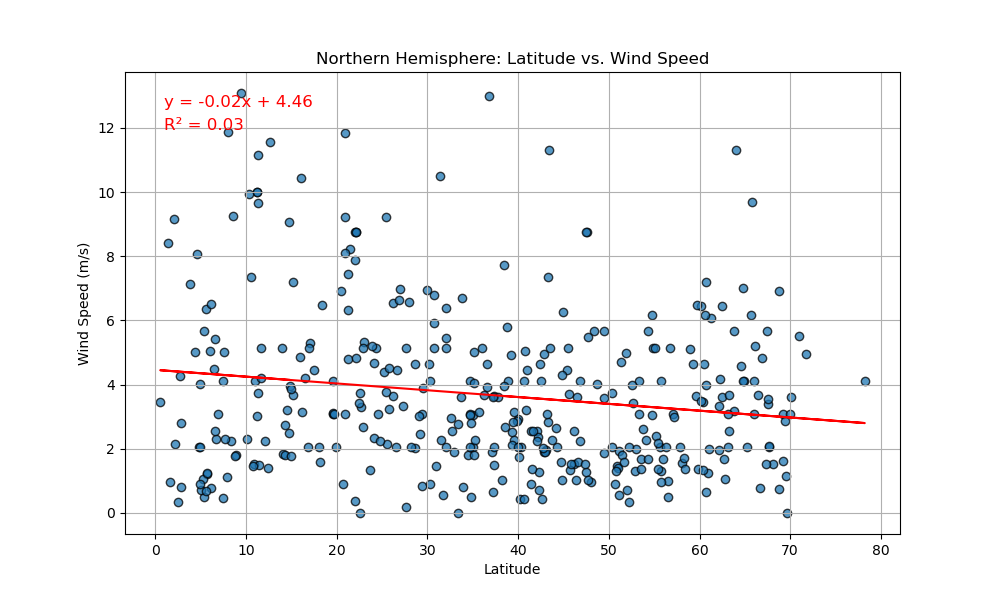 Northern Hemisphere: Latitude vs. Wind Speed
y = -0.02x + 4.46
R² = 0.03
Wind Speed (m/s)
12
10
8
6
4
2
0
0 10 20 30 40 50 60 70 80
Latitude